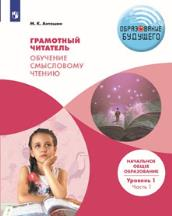 М. К. Антошин
ГРАМОТНЫЙ
ЧИТАТЕЛЬ
ОБУЧЕНИЕ
СМЫСЛОВОМУ
ЧТЕНИЮ
ОБРАЗОВАНИЕ
БУДУЩЕГО
НАЧАЛЬНОЕ
ОБЩЕЕ
ОБРАЗОВАНИЕ
Уровень 1
Часть 1